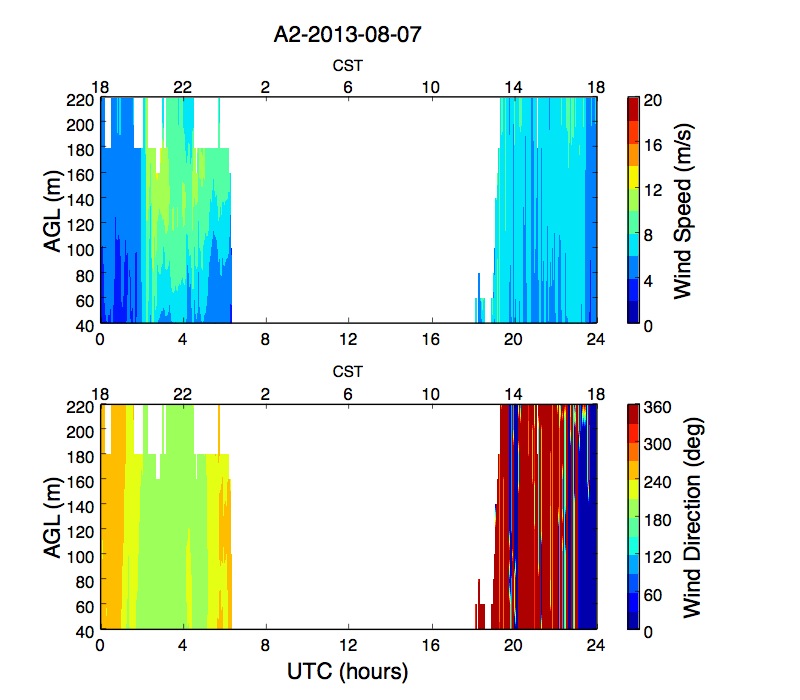 A2-2013-08-07
CST
18 22 2 6 10 14 18
220
200
180
160
140
120
100
80
60
40
AGL (m)
0 4 8 12 16 20 24
20
16
12
8
4
0
Wind Speed (m/s)
CST
18 22 2 6 10 14 18
220
200
180
160
140
120
100
80
60
40
AGL (m)
0 4 8 12 16 20 24
UTC (hours)
360
300
240
180
120
60
0
Wind Direction (deg)